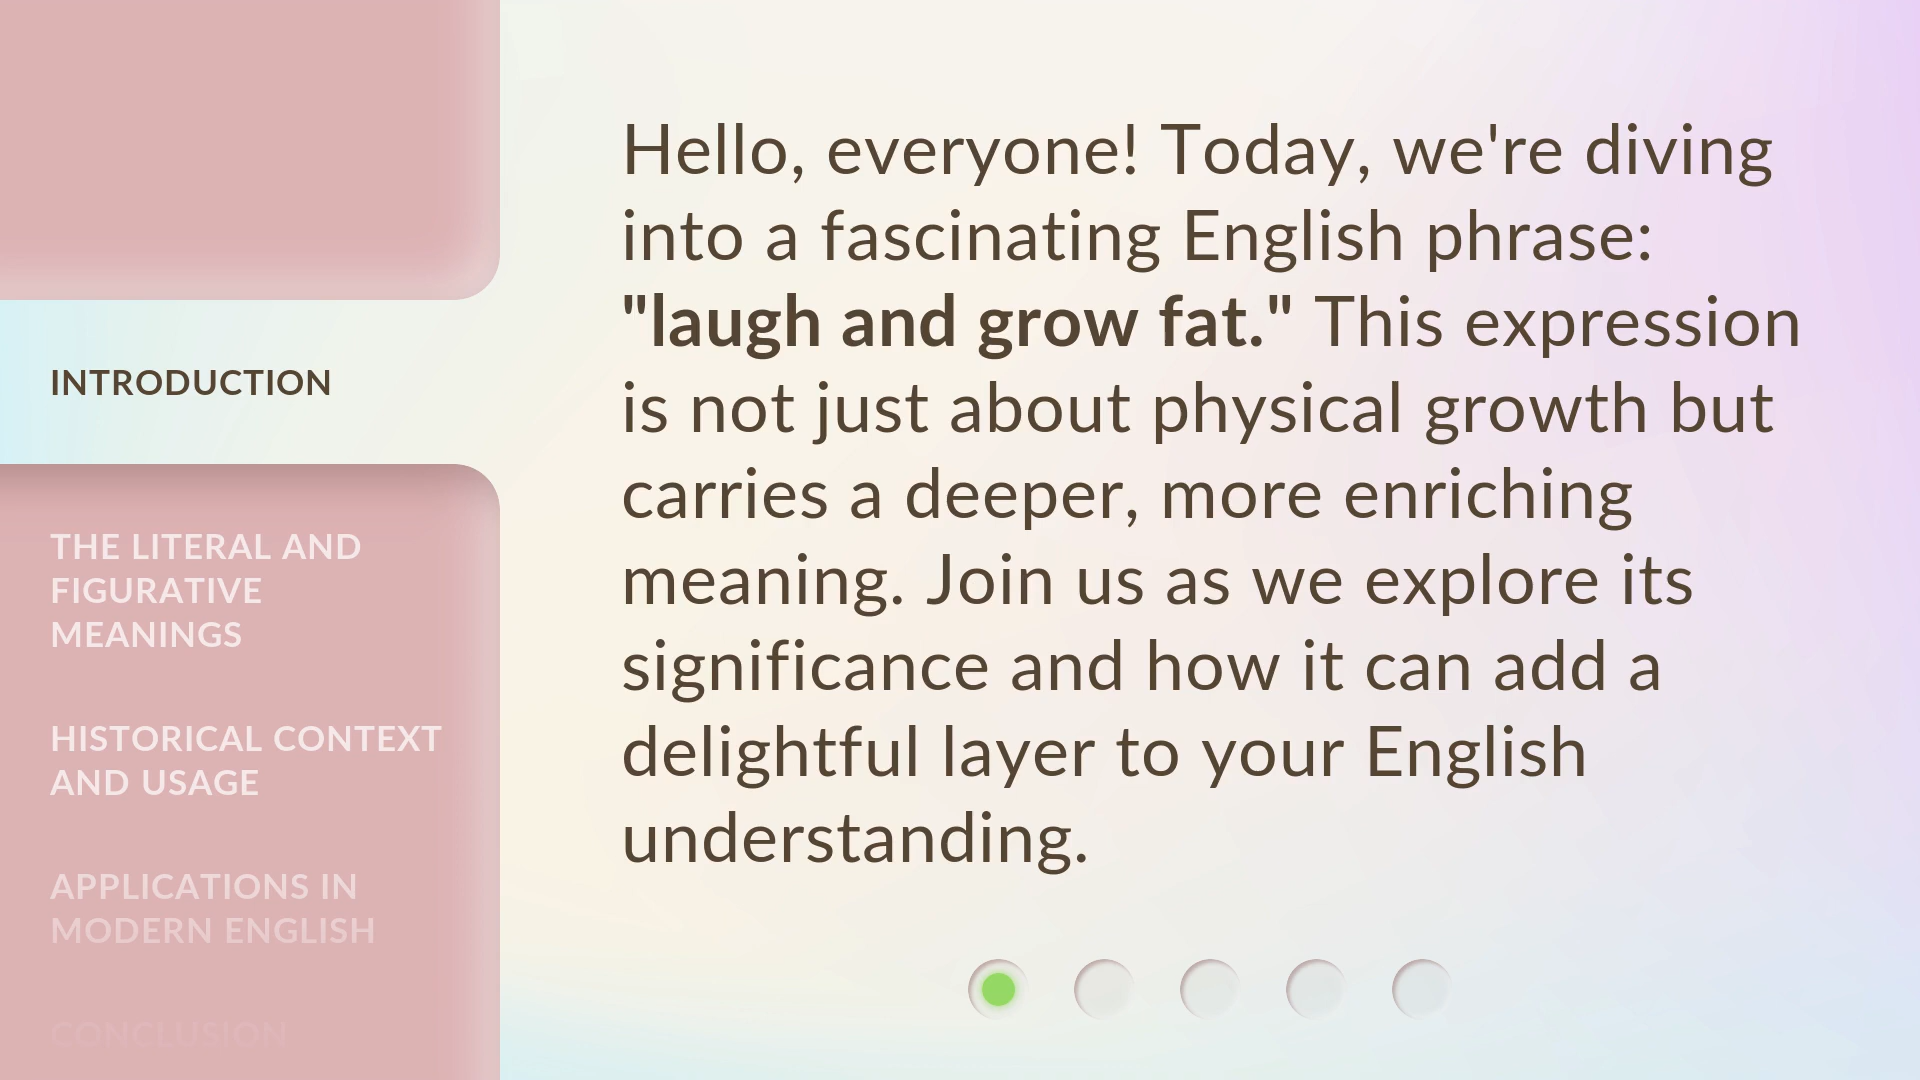 INTRODUCTION
THE LITERAL AND
FIGURATIVE
MEANINGS
HISTORICAL CONTEXT
AND USAGE
APPLICATIONS IN
MODERN ENGLISH
CONCLUSION
Hello, everyone! Today, we're diving
into a fascinating English phrase:
"laugh and grow fat." This expression
is not just about physical growth but
carries a deeper, more enriching
meaning. Join us as we explore its
significance and how it can add a
delightful layer to your English
understanding.